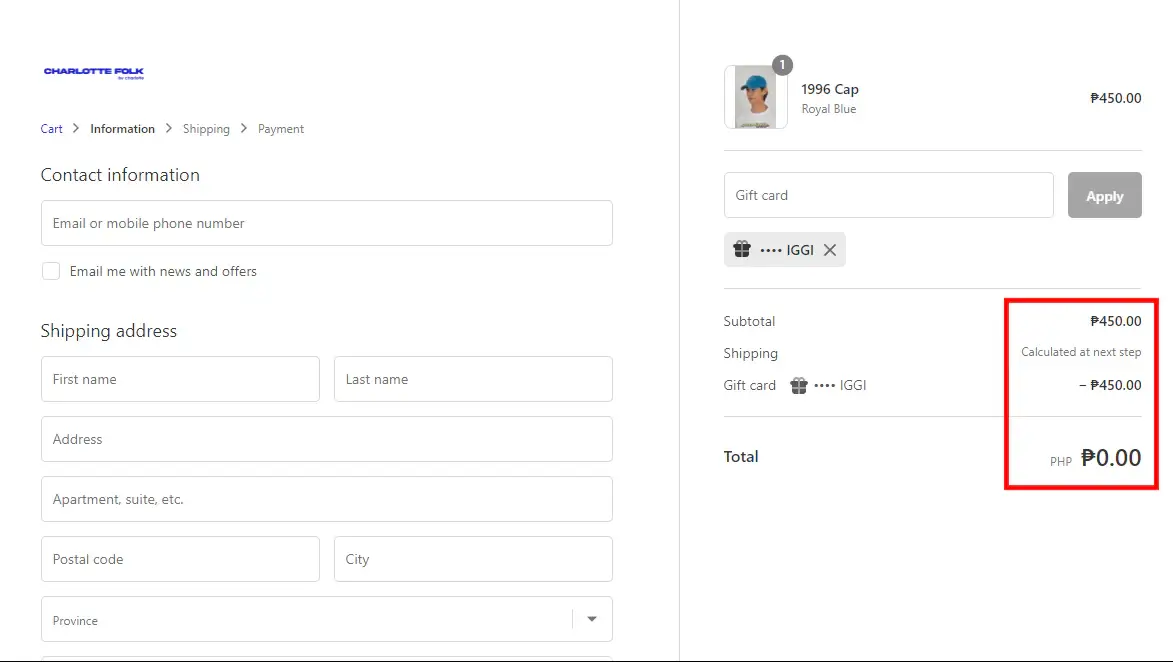 CHARLOTTE FOLK
by charlotte
Cart > Information > Shipping > Payment
Contact information
Email or mobile phone number
Email me with news and offers
Shipping address
First name
Last name
Address
Apartment, suite, etc.
Postal code
City
Province
1
1996 Cap
Royal Blue
₱450.00
Gift card
Apply
•••• IGGI
Subtotal ₱450.00
Shipping Calculated at next step
Gift card •••• IGGI – ₱450.00
Total PHP ₱0.00